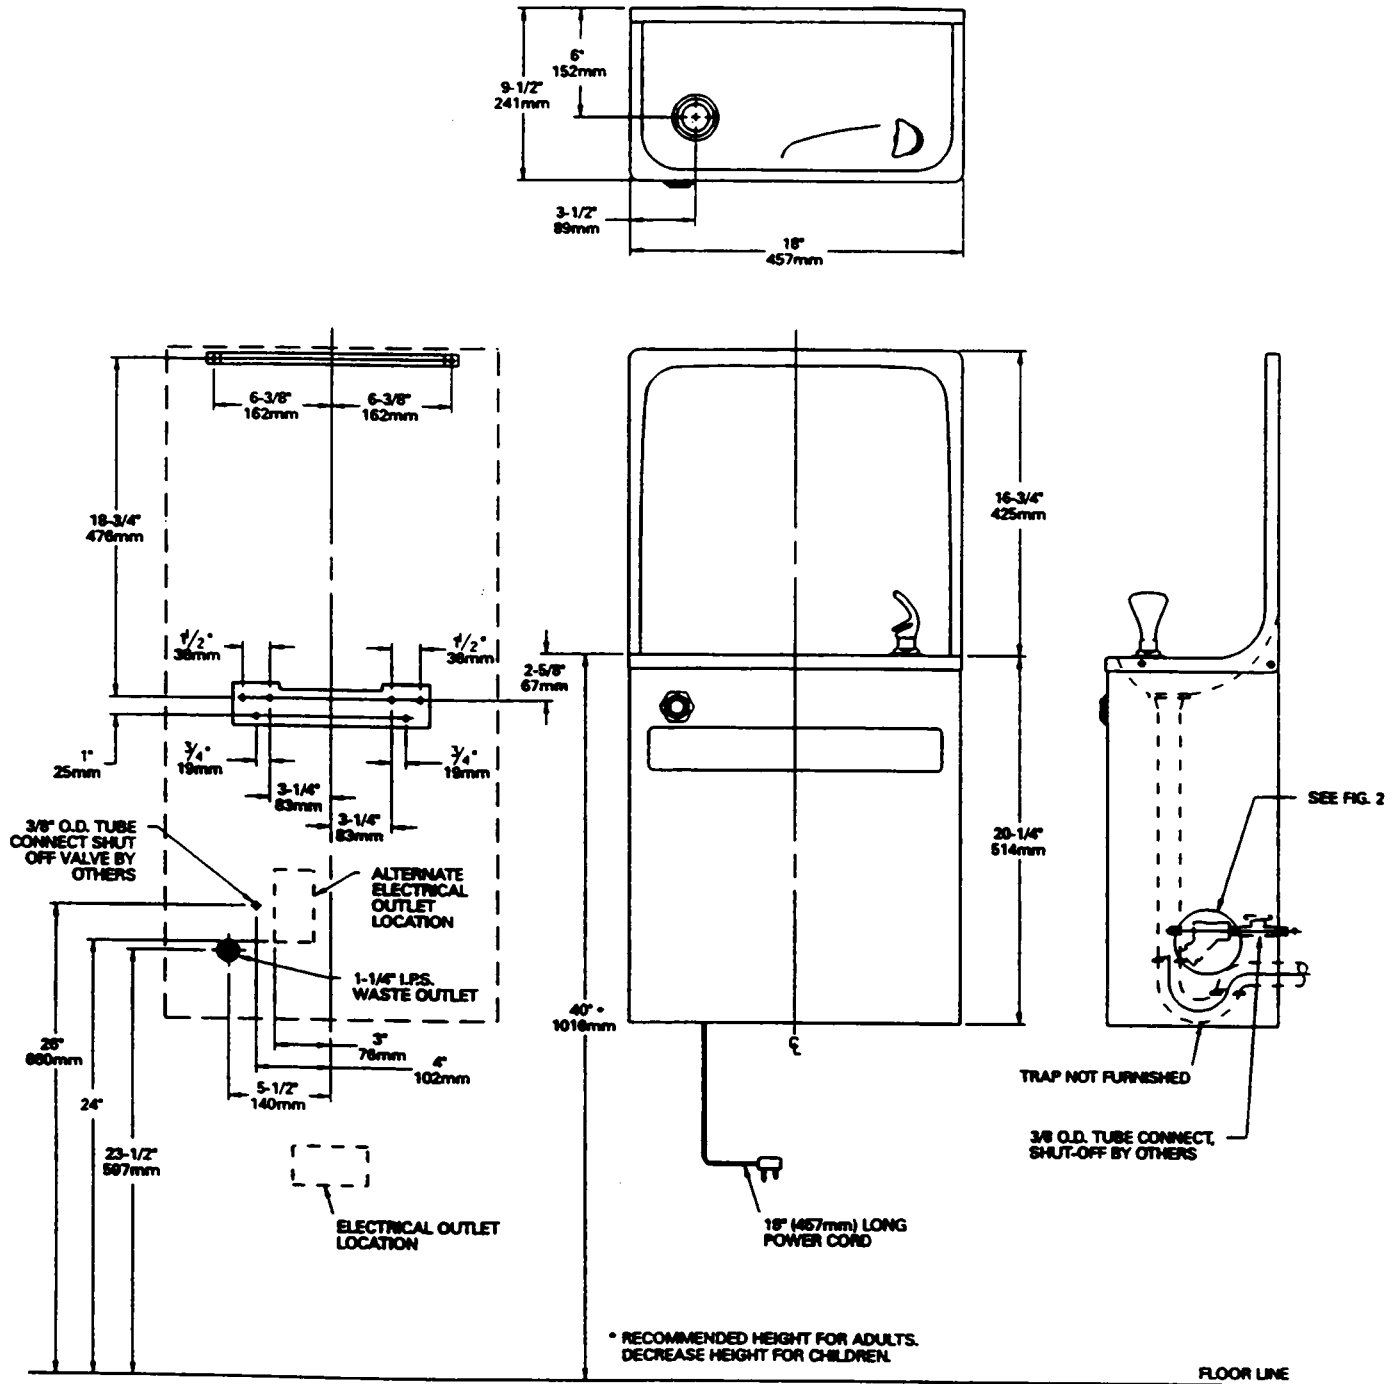 6"
152mm
9-1/2"
241mm
3-1/2"
89mm
18"
457mm
6-3/8"
162mm
6-3/8"
162mm
18-3/4"
476mm
16-3/4"
425mm
1 1/2"
38mm
1 1/2"
38mm
2-5/8"
67mm
1"
25mm
3/4"
19mm
3/4"
19mm
3-1/4"
83mm
3-1/4"
83mm
SEE FIG. 2
3/8" O.D. TUBE
CONNECT SHUT
OFF VALVE BY
OTHERS
20-1/4"
514mm
ALTERNATE
ELECTRICAL
OUTLET
LOCATION
1-1/4" I.P.S.
WASTE OUTLET
40" *
1016mm
26"
660mm
3"
76mm
4"
102mm
5-1/2"
140mm
24"
℄
TRAP NOT FURNISHED
23-1/2"
597mm
3/8 O.D. TUBE CONNECT,
SHUT-OFF BY OTHERS
ELECTRICAL OUTLET
LOCATION
18" (457mm) LONG
POWER CORD
* RECOMMENDED HEIGHT FOR ADULTS.
DECREASE HEIGHT FOR CHILDREN.
FLOOR LINE